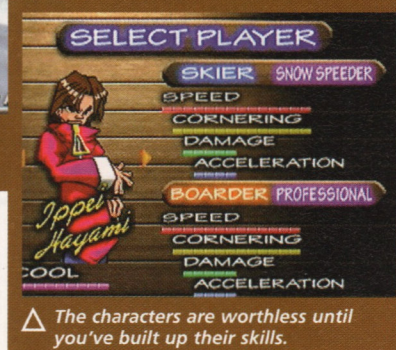 SELECT PLAYER
SKIER SNOW SPEEDER
SPEED
CORNERING
DAMAGE
ACCELERATION
BOARDER PROFESSIONAL
SPEED
CORNERING
DAMAGE
ACCELERATION
Ippei
Hayami
COOL
The characters are worthless until
you've built up their skills.